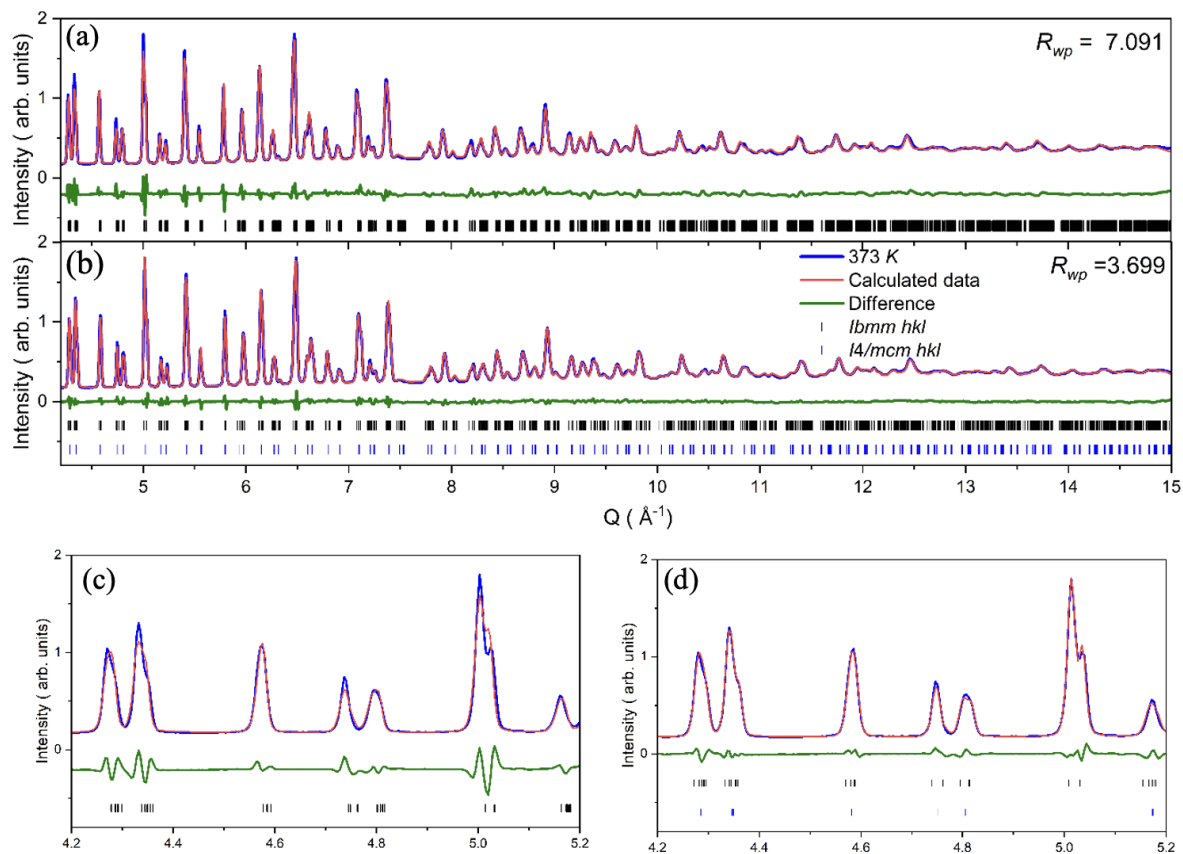 2
(a)
R_wp = 7.091
1
0
Intensity ( arb. units)
2
(b)
R_wp =3.699
373 K
Calculated data
Difference
Ibmm hkl
I4/mcm hkl
1
0
Intensity ( arb. units)
5 6 7 8 9 10 11 12 13 14 15
Q ( Å-1)
2
(c)
1
0
Intensity ( arb. units)
4.2 4.4 4.6 4.8 5.0 5.2
2
(d)
1
0
Intensity ( arb. units)
4.2 4.4 4.6 4.8 5.0 5.2